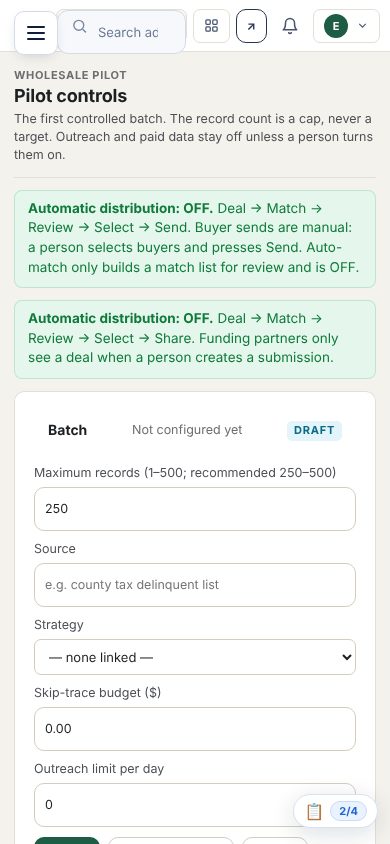 Search ad
E
WHOLESALE PILOT
Pilot controls
The first controlled batch. The record count is a cap, never a
target. Outreach and paid data stay off unless a person turns
them on.
Automatic distribution: OFF. Deal → Match →
Review → Select → Send. Buyer sends are manual:
a person selects buyers and presses Send. Auto-
match only builds a match list for review and is OFF.
Automatic distribution: OFF. Deal → Match →
Review → Select → Share. Funding partners only
see a deal when a person creates a submission.
Batch Not configured yet DRAFT
Maximum records (1–500; recommended 250–500)
250
Source
e.g. county tax delinquent list
Strategy
— none linked —
Skip-trace budget ($)
0.00
Outreach limit per day
0
2/4